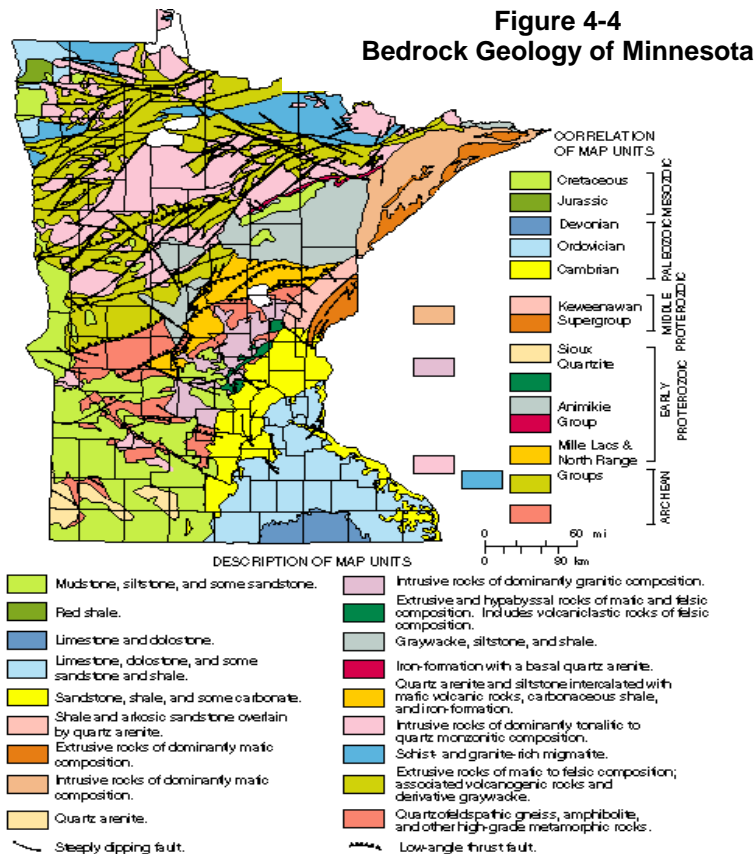 Figure 4-4
Bedrock Geology of Minnesota
CORRELATION
OF MAP UNITS
Cretaceous
Jurassic
MESOZOIC
Devonian
Ordovician
Cambrian
PALEOZOIC
Keweenawan
Supergroup
MIDDLE
PROTEROZOIC
Sioux
Quartzite
Animikie
Group
Mille Lacs &
North Range
Groups
EARLY
PROTEROZOIC
ARCHEAN
0 60 mi
0 90 km
DESCRIPTION OF MAP UNITS
Mudstone, siltstone, and some sandstone.
Red shale.
Limestone and dolostone.
Limestone, dolostone, and some
sandstone and shale.
Sandstone, shale, and some carbonate.
Shale and arkosic sandstone overlain
by quartz arenite.
Extrusive rocks of dominantly mafic
composition.
Intrusive rocks of dominantly mafic
composition.
Quartz arenite.
Steeply dipping fault.
Intrusive rocks of dominantly granitic composition.
Extrusive and hypabyssal rocks of mafic and felsic
composition. Includes volcaniclastic rocks of felsic
composition.
Graywacke, siltstone, and shale.
Iron-formation with a basal quartz arenite.
Quartz arenite and siltstone intercalated with
mafic volcanic rocks, carbonaceous shale,
and iron-formation.
Intrusive rocks of dominantly tonalitic to
quartz monzonitic composition.
Schist- and granite-rich migmatite.
Extrusive rocks of mafic to felsic composition;
associated volcanogenic rocks and
derivative graywacke.
Quartzofeldspathic gneiss, amphibolite,
and other high-grade metamorphic rocks.
Low-angle thrust fault.